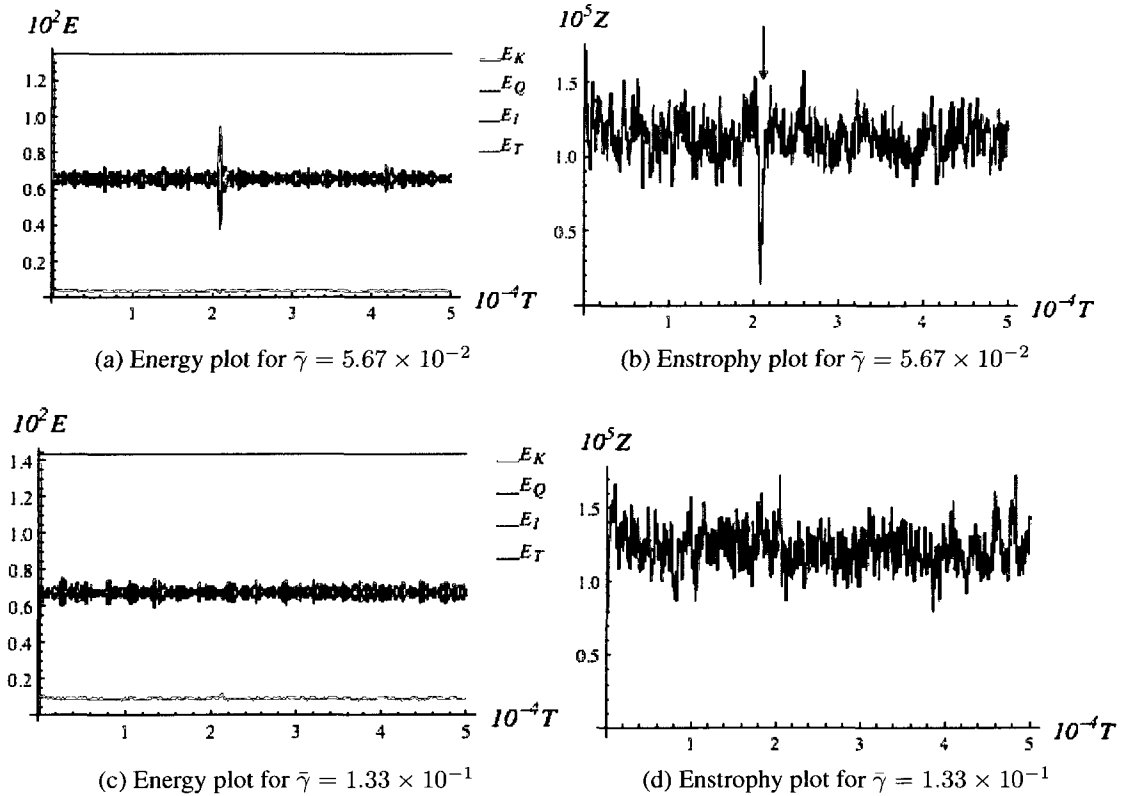 10²E
1.2
1.0
0.8
0.6
0.4
0.2
1 2 3 4 5
10⁻⁴T
E_K
E_Q
E_I
E_T
(a) Energy plot for γ̄ = 5.67 × 10⁻²
10⁵Z
1.5
1.0
0.5
1 2 3 4 5
10⁻⁴T
(b) Enstrophy plot for γ̄ = 5.67 × 10⁻²
10²E
1.4
1.2
1.0
0.8
0.6
0.4
0.2
1 2 3 4 5
10⁻⁴T
E_K
E_Q
E_I
E_T
(c) Energy plot for γ̄ = 1.33 × 10⁻¹
10⁵Z
1.5
1.0
0.5
1 2 3 4 5
10⁻⁴T
(d) Enstrophy plot for γ̄ = 1.33 × 10⁻¹